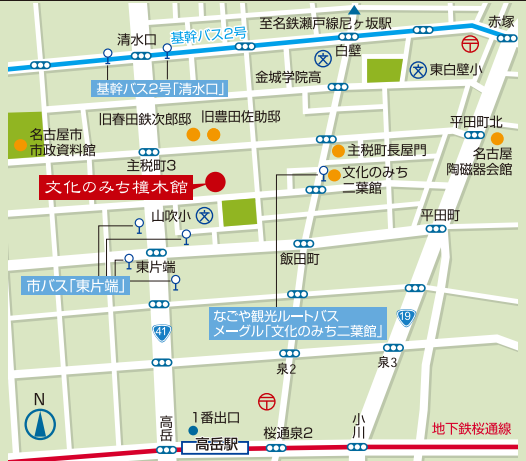 至名鉄瀬戸線尼ヶ坂駅
赤塚
清水口
基幹バス2号
白壁
文
東白壁小
文
金城学院高
基幹バス2号「清水口」
旧春田鉄次郎邸
旧豊田佐助邸
平田町北
名古屋市
市政資料館
主税町長屋門
名古屋
陶磁器会館
主税町3
文化のみち
二葉館
文化のみち橦木館
山吹小
文
平田町
東片端
飯田町
市バス「東片端」
なごや観光ルートバス
メーグル「文化のみち二葉館」
41
19
泉2
泉3
N
高岳
1番出口
高岳駅
桜通泉2
小川
地下鉄桜通線